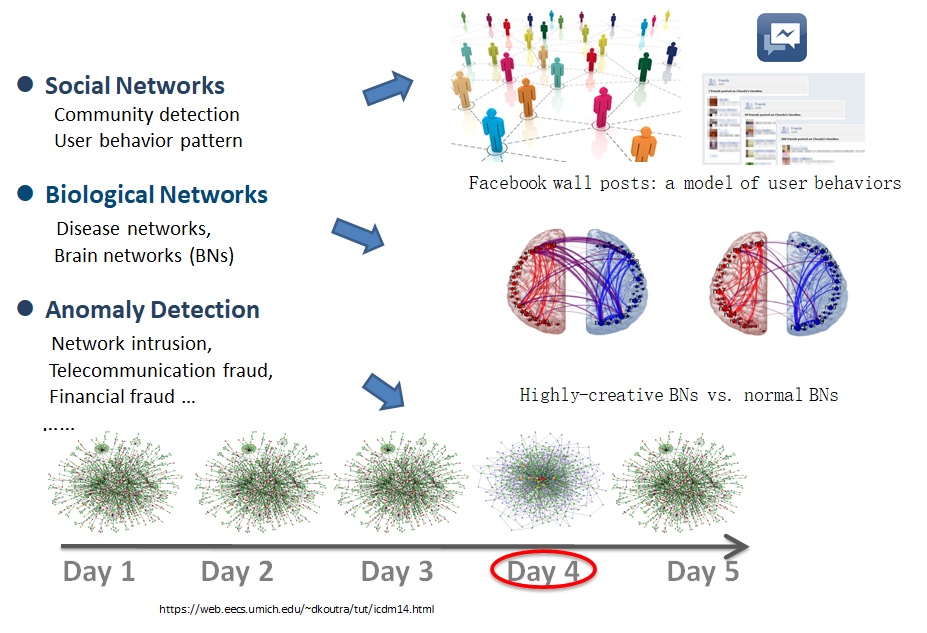 Social Networks
Community detection
User behavior pattern
Facebook wall posts: a model of user behaviors
Biological Networks
Disease networks,
Brain networks (BNs)
Anomaly Detection
Network intrusion,
Telecommunication fraud,
Financial fraud ...
......
Highly-creative BNs vs. normal BNs
Day 1
Day 2
Day 3
Day 4
Day 5
https://web.eecs.umich.edu/~dkoutra/tut/icdm14.html